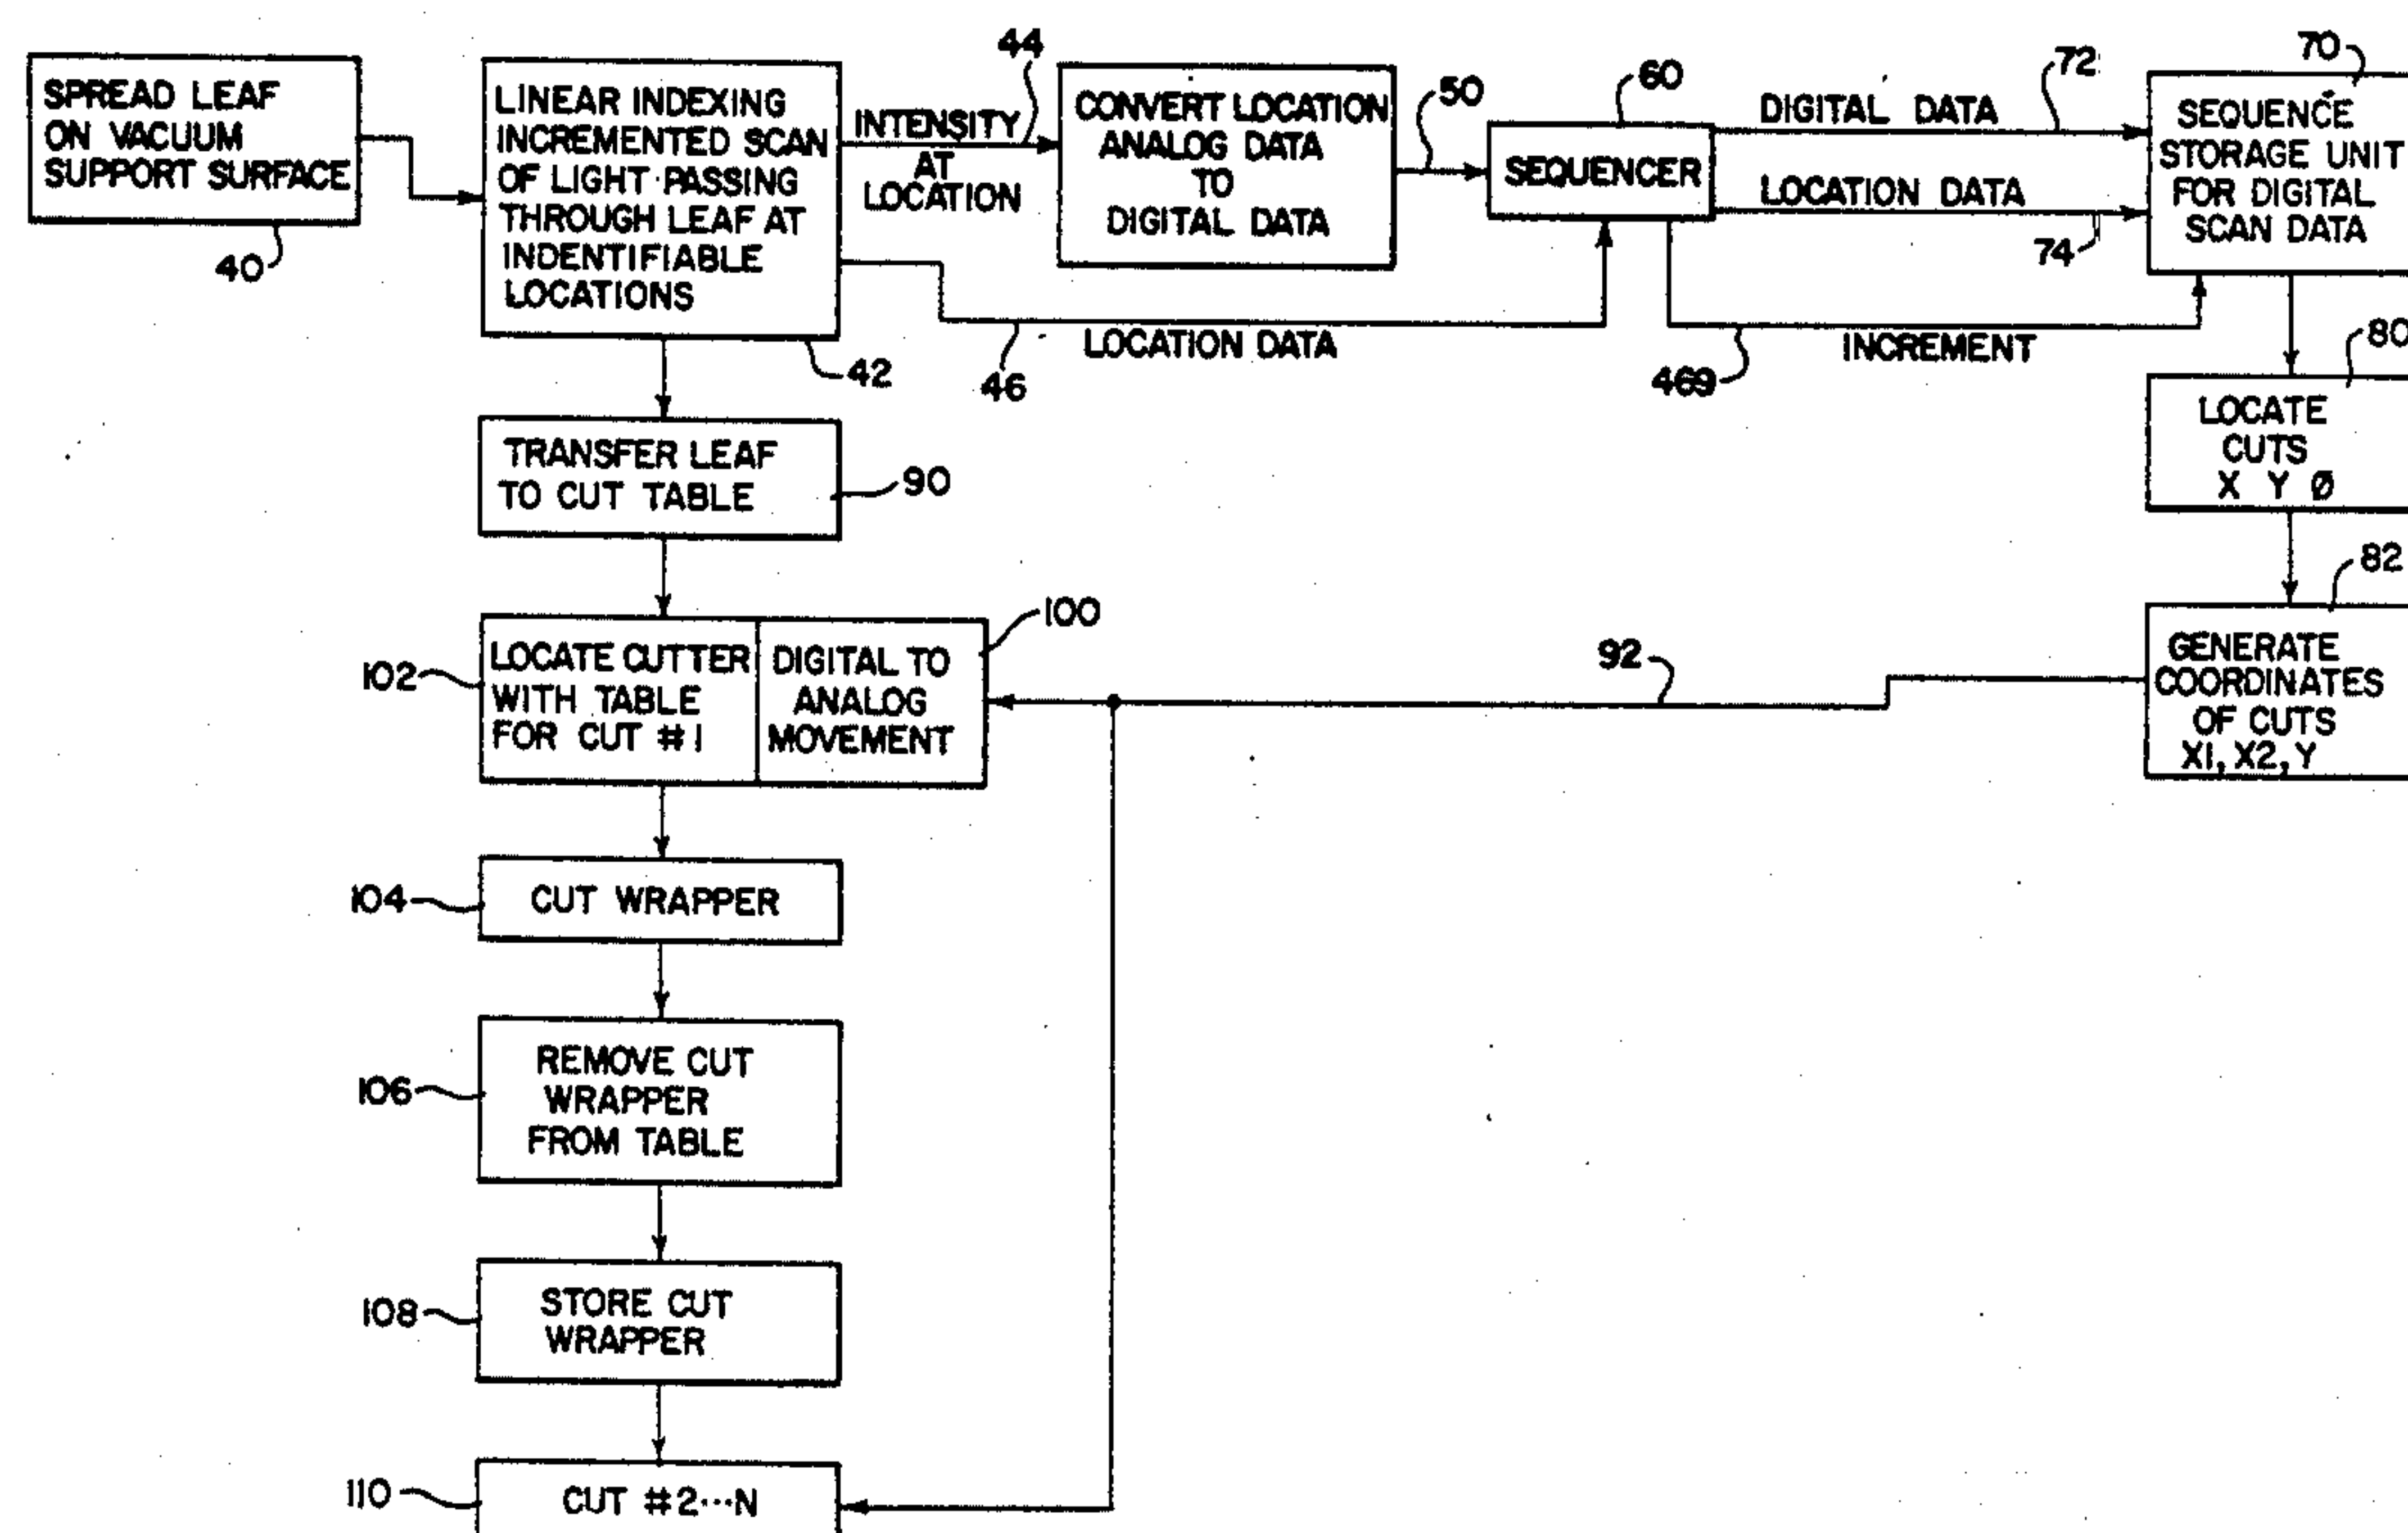 SPREAD LEAF
ON VACUUM
SUPPORT SURFACE
40
LINEAR INDEXING
INCREMENTED SCAN
OF LIGHT PASSING
THROUGH LEAF AT
INDENTIFIABLE
LOCATIONS
42
44
INTENSITY
AT
LOCATION
46
LOCATION DATA
CONVERT LOCATION
ANALOG DATA
TO
DIGITAL DATA
50
60
SEQUENCER
DIGITAL DATA
72
LOCATION DATA
74
469
INCREMENT
70
SEQUENCE
STORAGE UNIT
FOR DIGITAL
SCAN DATA
80
LOCATE
CUTS
X Y Ø
82
GENERATE
COORDINATES
OF CUTS
X1, X2, Y
92
TRANSFER LEAF
TO CUT TABLE
90
102
LOCATE CUTTER
WITH TABLE
FOR CUT #1
100
DIGITAL TO
ANALOG
MOVEMENT
104
CUT WRAPPER
106
REMOVE CUT
WRAPPER
FROM TABLE
108
STORE CUT
WRAPPER
110
CUT #2···N